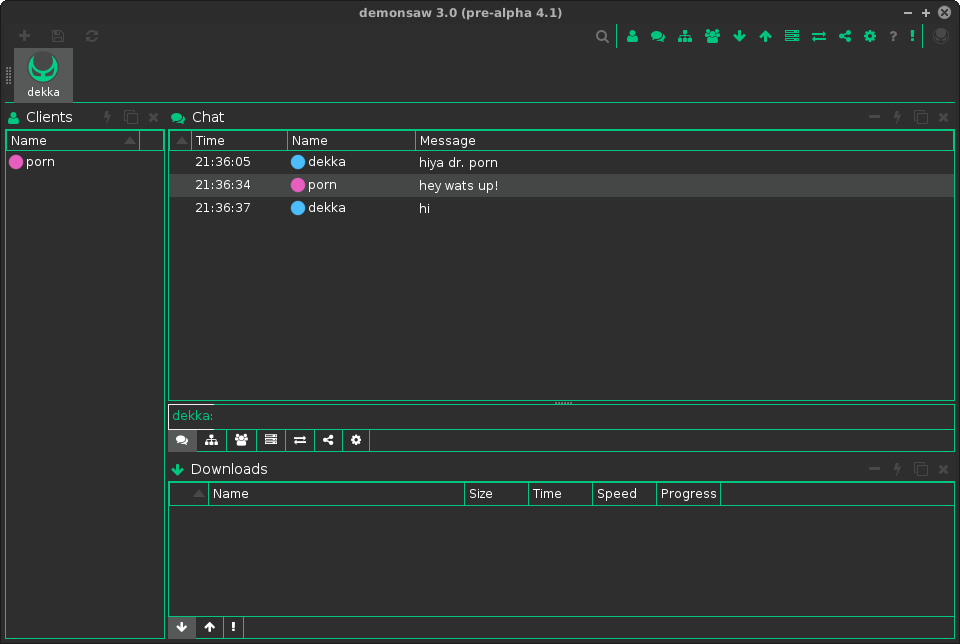 demonsaw 3.0 (pre-alpha 4.1)
dekka
Clients
Name
porn
Chat
Time Name Message
21:36:05 dekka hiya dr. porn
21:36:34 porn hey wats up!
21:36:37 dekka hi
dekka:
Downloads
Name Size Time Speed Progress